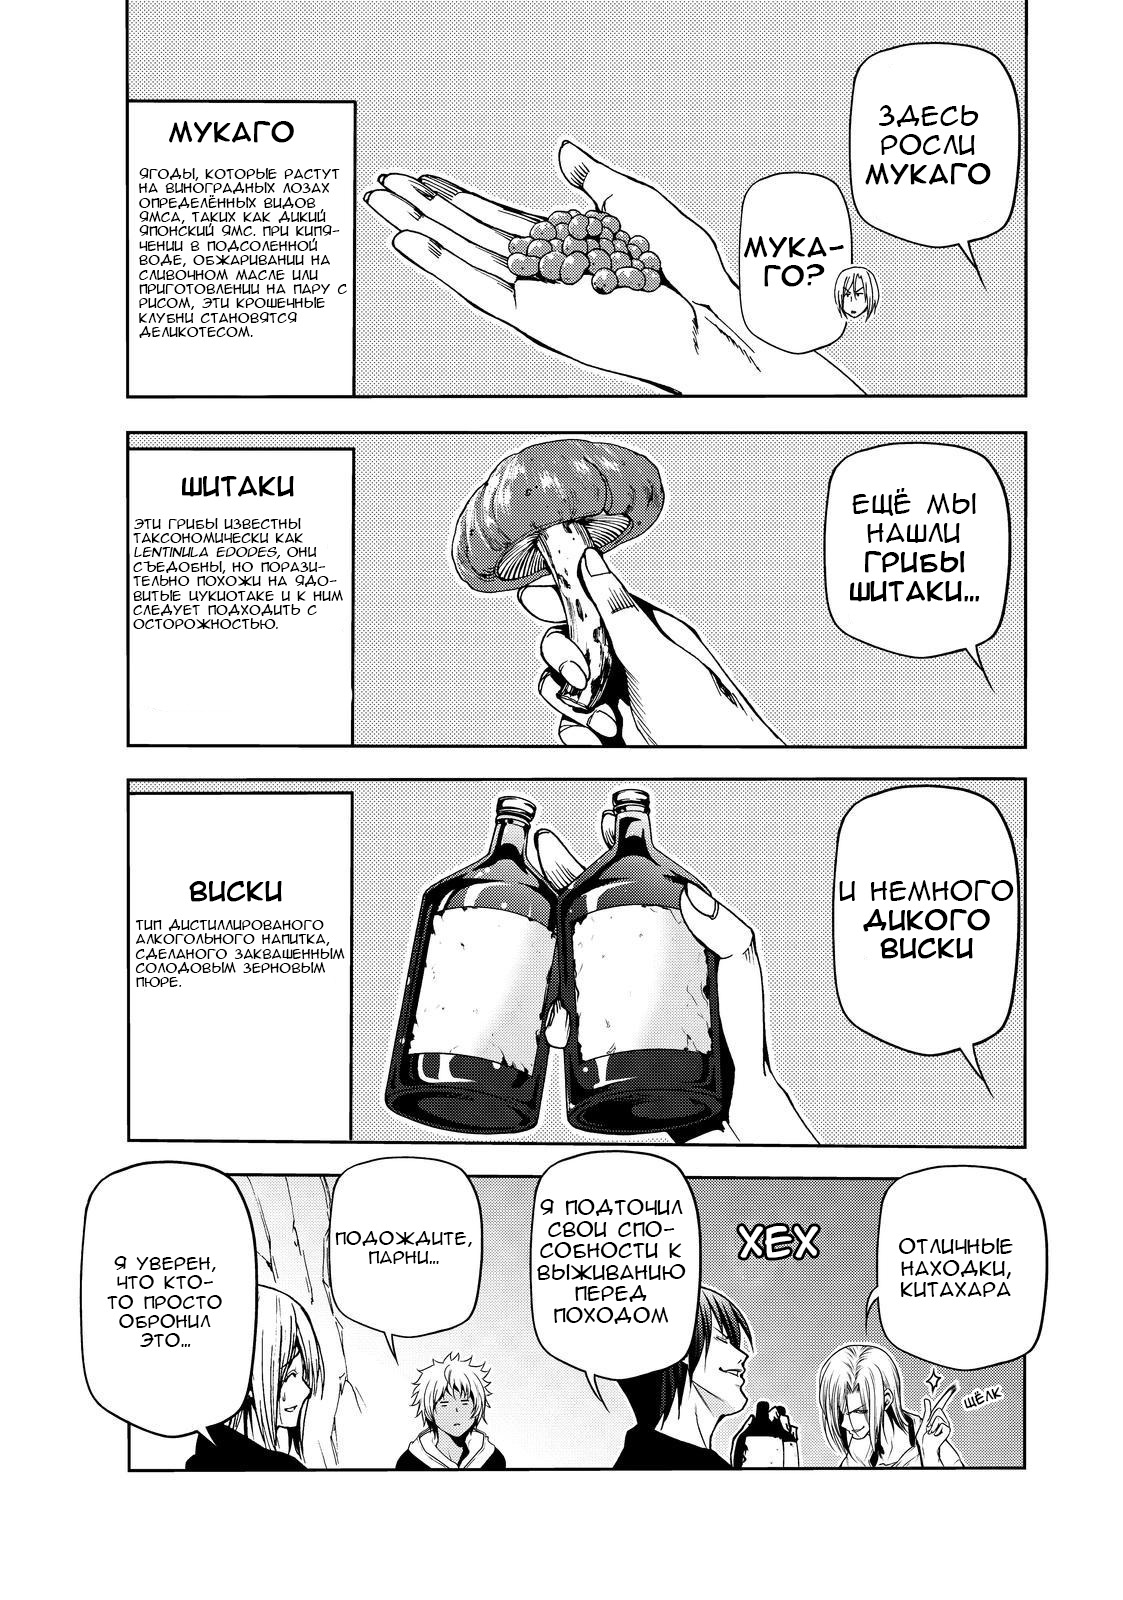 ЗДЕСЬ
РОСЛИ
МУКАГО
МУКА-
ГО?
МУКАГО
ЯГОДЫ, КОТОРЫЕ РАСТУТ
НА ВИНОГРАДНЫХ ЛОЗАХ
ОПРЕДЕЛЁННЫХ ВИДОВ
ЯМСА, ТАКИХ КАК ДИКИЙ
ЯПОНСКИЙ ЯМС. ПРИ КИПЯ-
ЧЕНИИ В ПОДСОЛЕННОЙ
ВОДЕ, ОБЖАРИВАНИИ НА
СЛИВОЧНОМ МАСЛЕ ИЛИ
ПРИГОТОВЛЕНИИ НА ПАРУ С
РИСОМ, ЭТИ КРОШЕЧНЫЕ
КЛУБНИ СТАНОВЯТСЯ
ДЕЛИКОТЕСОМ.
ЕЩЁ МЫ
НАШЛИ
ГРИБЫ
ШИТАКИ...
ШИТАКИ
ЭТИ ГРИБЫ ИЗВЕСТНЫ
ТАКСОНОМИЧЕСКИ КАК
LENTINULA EDODES, ОНИ
СЪЕДОБНЫ, НО ПОРАЗИ-
ТЕЛЬНО ПОХОЖИ НА ЯДО-
ВИТЫЕ ЦУКИОТАКЕ И К НИМ
СЛЕДУЕТ ПОДХОДИТЬ С
ОСТОРОЖНОСТЬЮ.
И НЕМНОГО
ДИКОГО
ВИСКИ
ВИСКИ
ТИП ДИСТИЛЛИРОВАНОГО
АЛКОГОЛЬНОГО НАПИТКА,
СДЕЛАНОГО ЗАКВАШЕННЫМ
СОЛОДОВЫМ ЗЕРНОВЫМ
ПЮРЕ.
ОТЛИЧНЫЕ
НАХОДКИ,
КИТАХАРА
ЩЁЛК
ХЕХ
Я ПОДТОЧИЛ
СВОИ СПО-
СОБНОСТИ К
ВЫЖИВАНИЮ
ПЕРЕД
ПОХОДОМ
ПОДОЖДИТЕ,
ПАРНИ...
Я УВЕРЕН,
ЧТО КТО-
ТО ПРОСТО
ОБРОНИЛ
ЭТО...